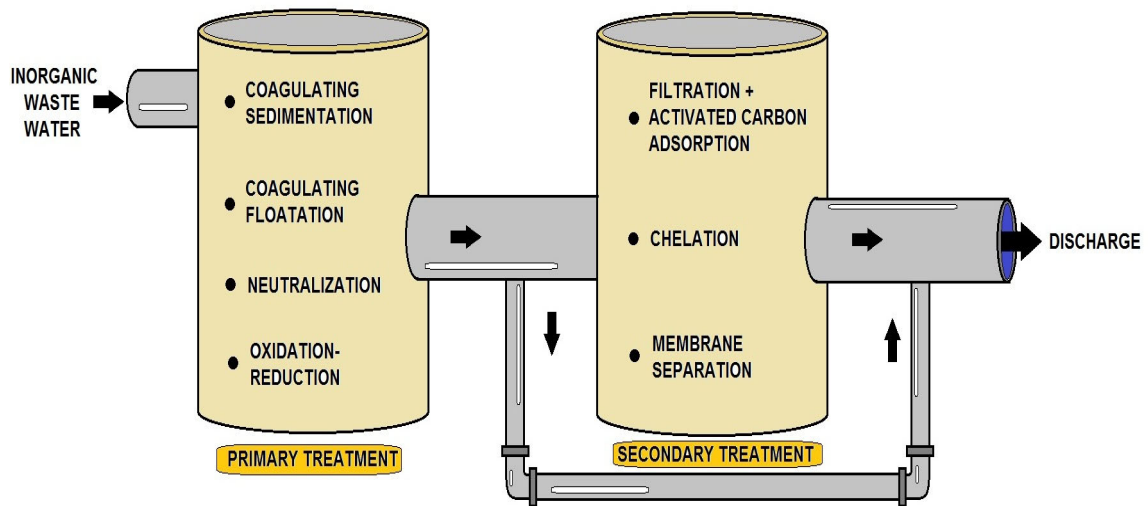 INORGANIC
WASTE
WATER
COAGULATING
SEDIMENTATION
COAGULATING
FLOATATION
NEUTRALIZATION
OXIDATION-
REDUCTION
PRIMARY TREATMENT
FILTRATION +
ACTIVATED CARBON
ADSORPTION
CHELATION
MEMBRANE
SEPARATION
SECONDARY TREATMENT
DISCHARGE